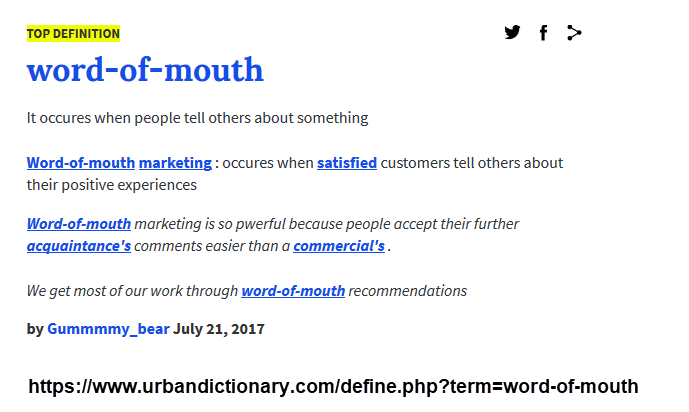 TOP DEFINITION
word-of-mouth
It occures when people tell others about something
Word-of-mouth marketing : occures when satisfied customers tell others about
their positive experiences
Word-of-mouth marketing is so pwerful because people accept their further
acquaintance's comments easier than a commercial's .
We get most of our work through word-of-mouth recommendations
by Gummmmy_bear July 21, 2017
https://www.urbandictionary.com/define.php?term=word-of-mouth